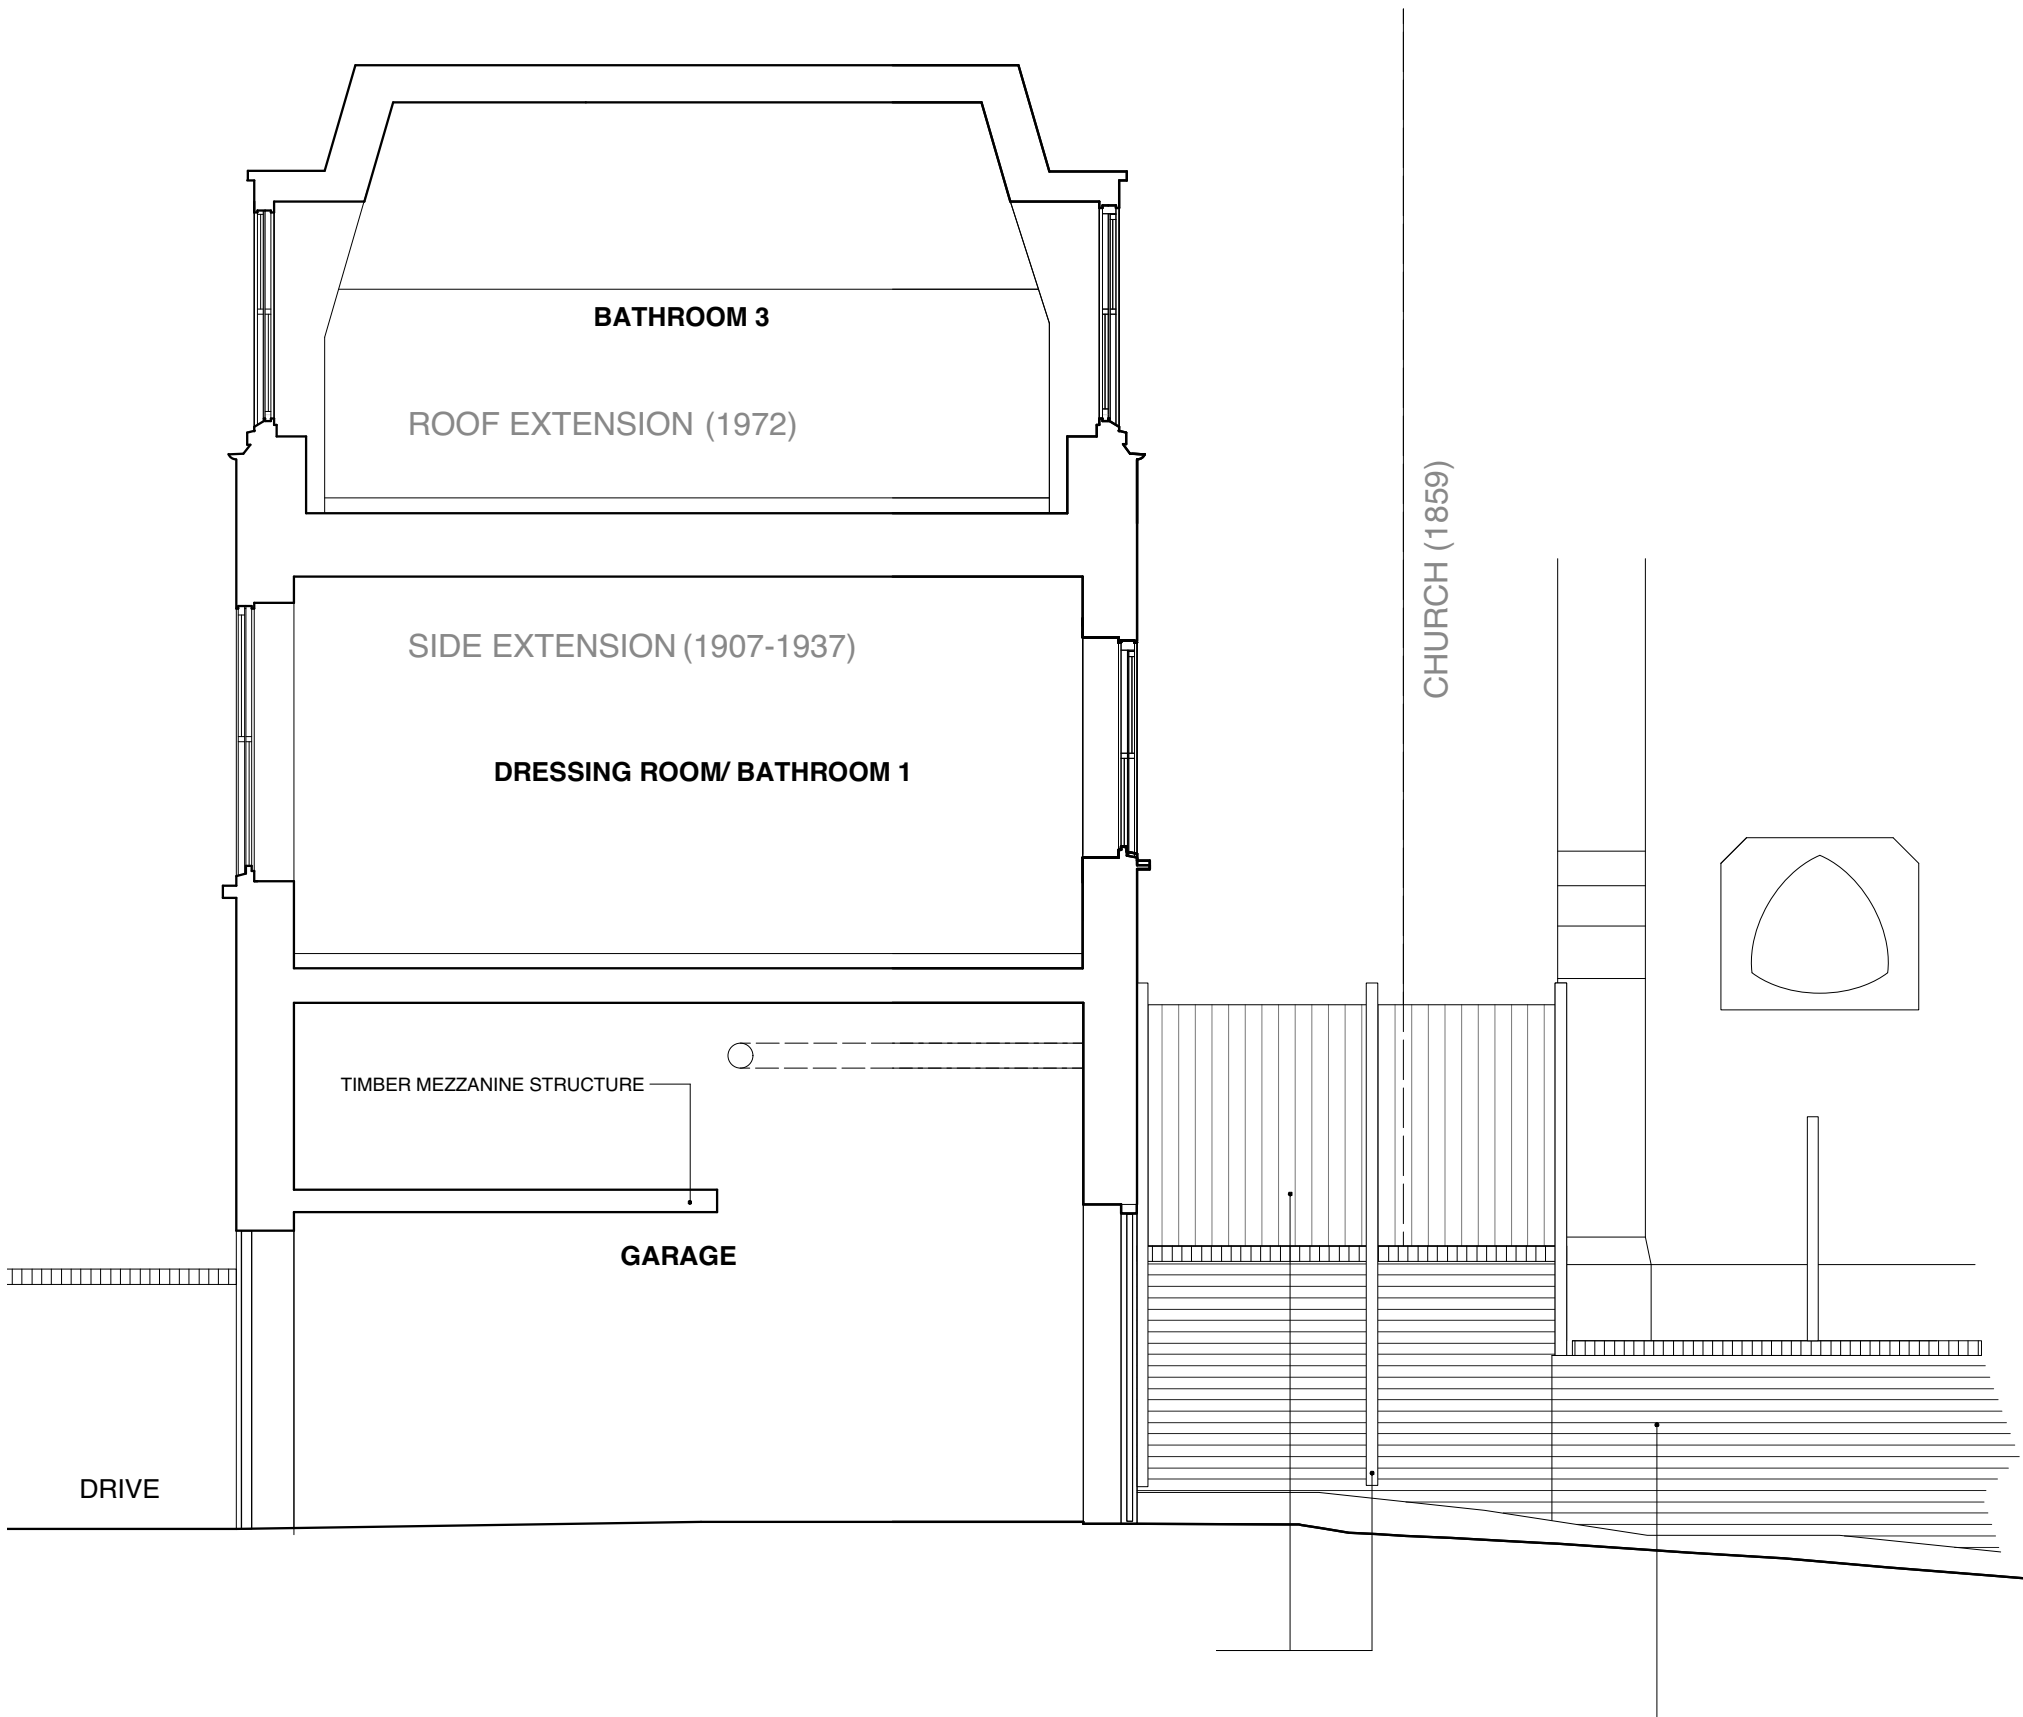 BATHROOM 3
ROOF EXTENSION (1972)
CHURCH (1859)
SIDE EXTENSION (1907-1937)
DRESSING ROOM/ BATHROOM 1
TIMBER MEZZANINE STRUCTURE
GARAGE
DRIVE